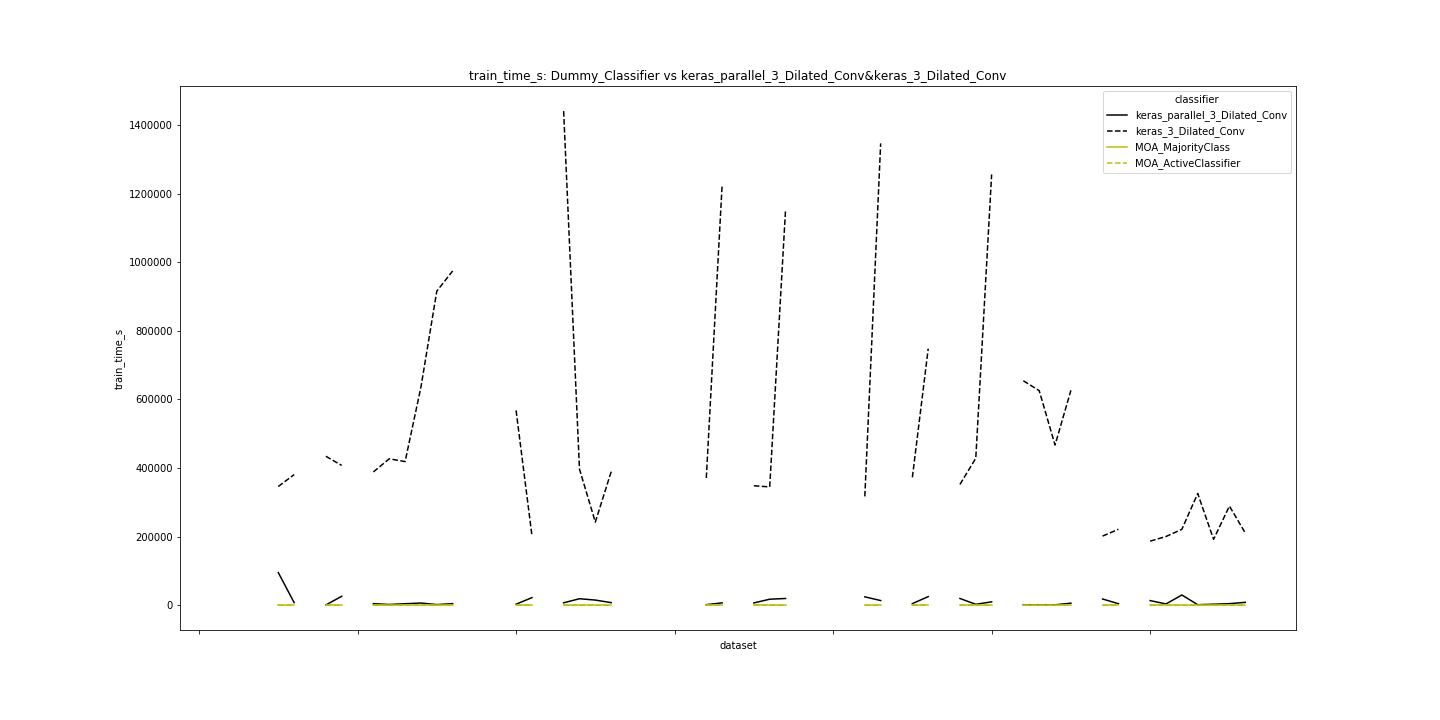 train_time_s: Dummy_Classifier vs keras_parallel_3_Dilated_Conv&keras_3_Dilated_Conv
classifier
keras_parallel_3_Dilated_Conv
keras_3_Dilated_Conv
MOA_MajorityClass
MOA_ActiveClassifier
train_time_s
1400000
1200000
1000000
800000
600000
400000
200000
0
dataset